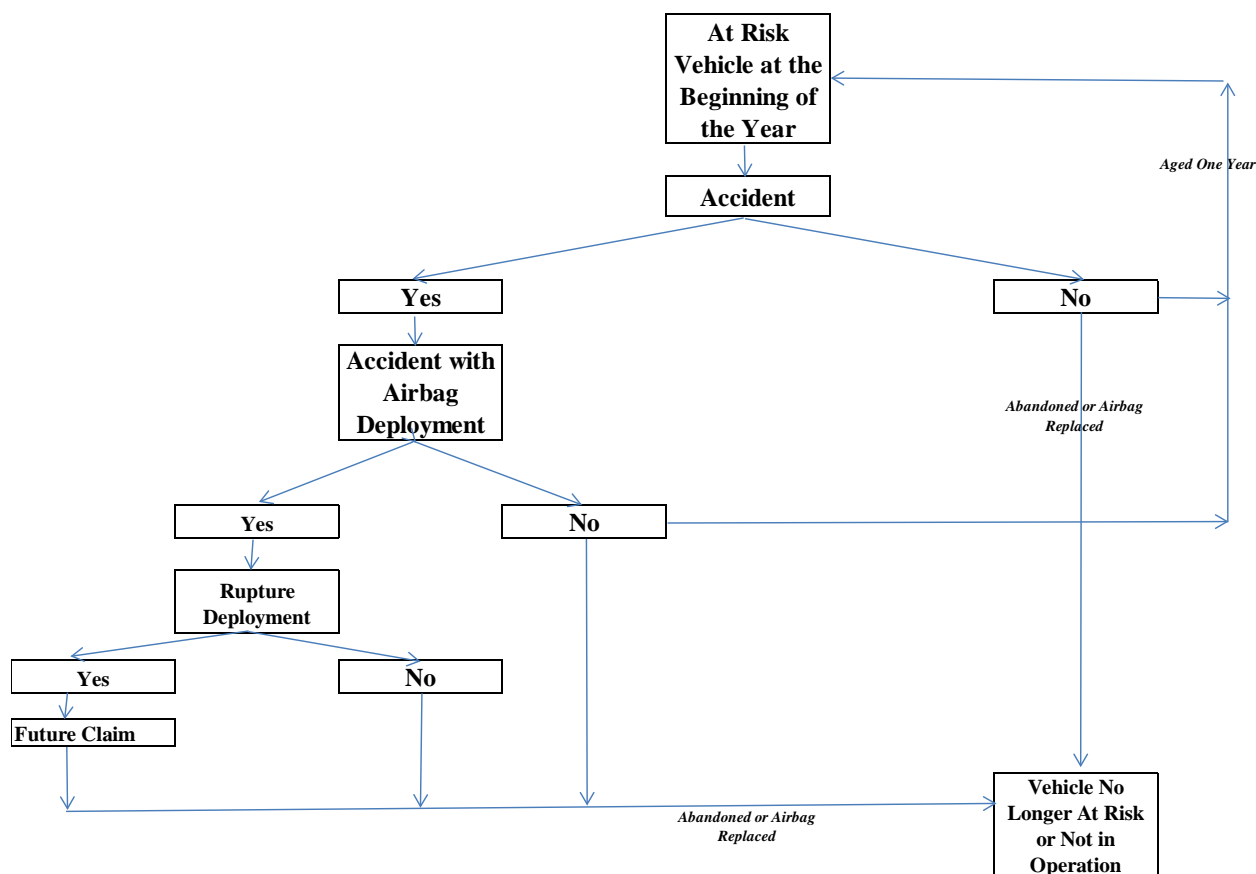 At Risk
Vehicle at the
Beginning of
the Year
Aged One Year
Accident
Yes
No
Accident with
Airbag
Deployment
Abandoned or Airbag
Replaced
Yes
No
Rupture
Deployment
Yes
No
Future Claim
Abandoned or Airbag
Replaced
Vehicle No
Longer At Risk
or Not in
Operation